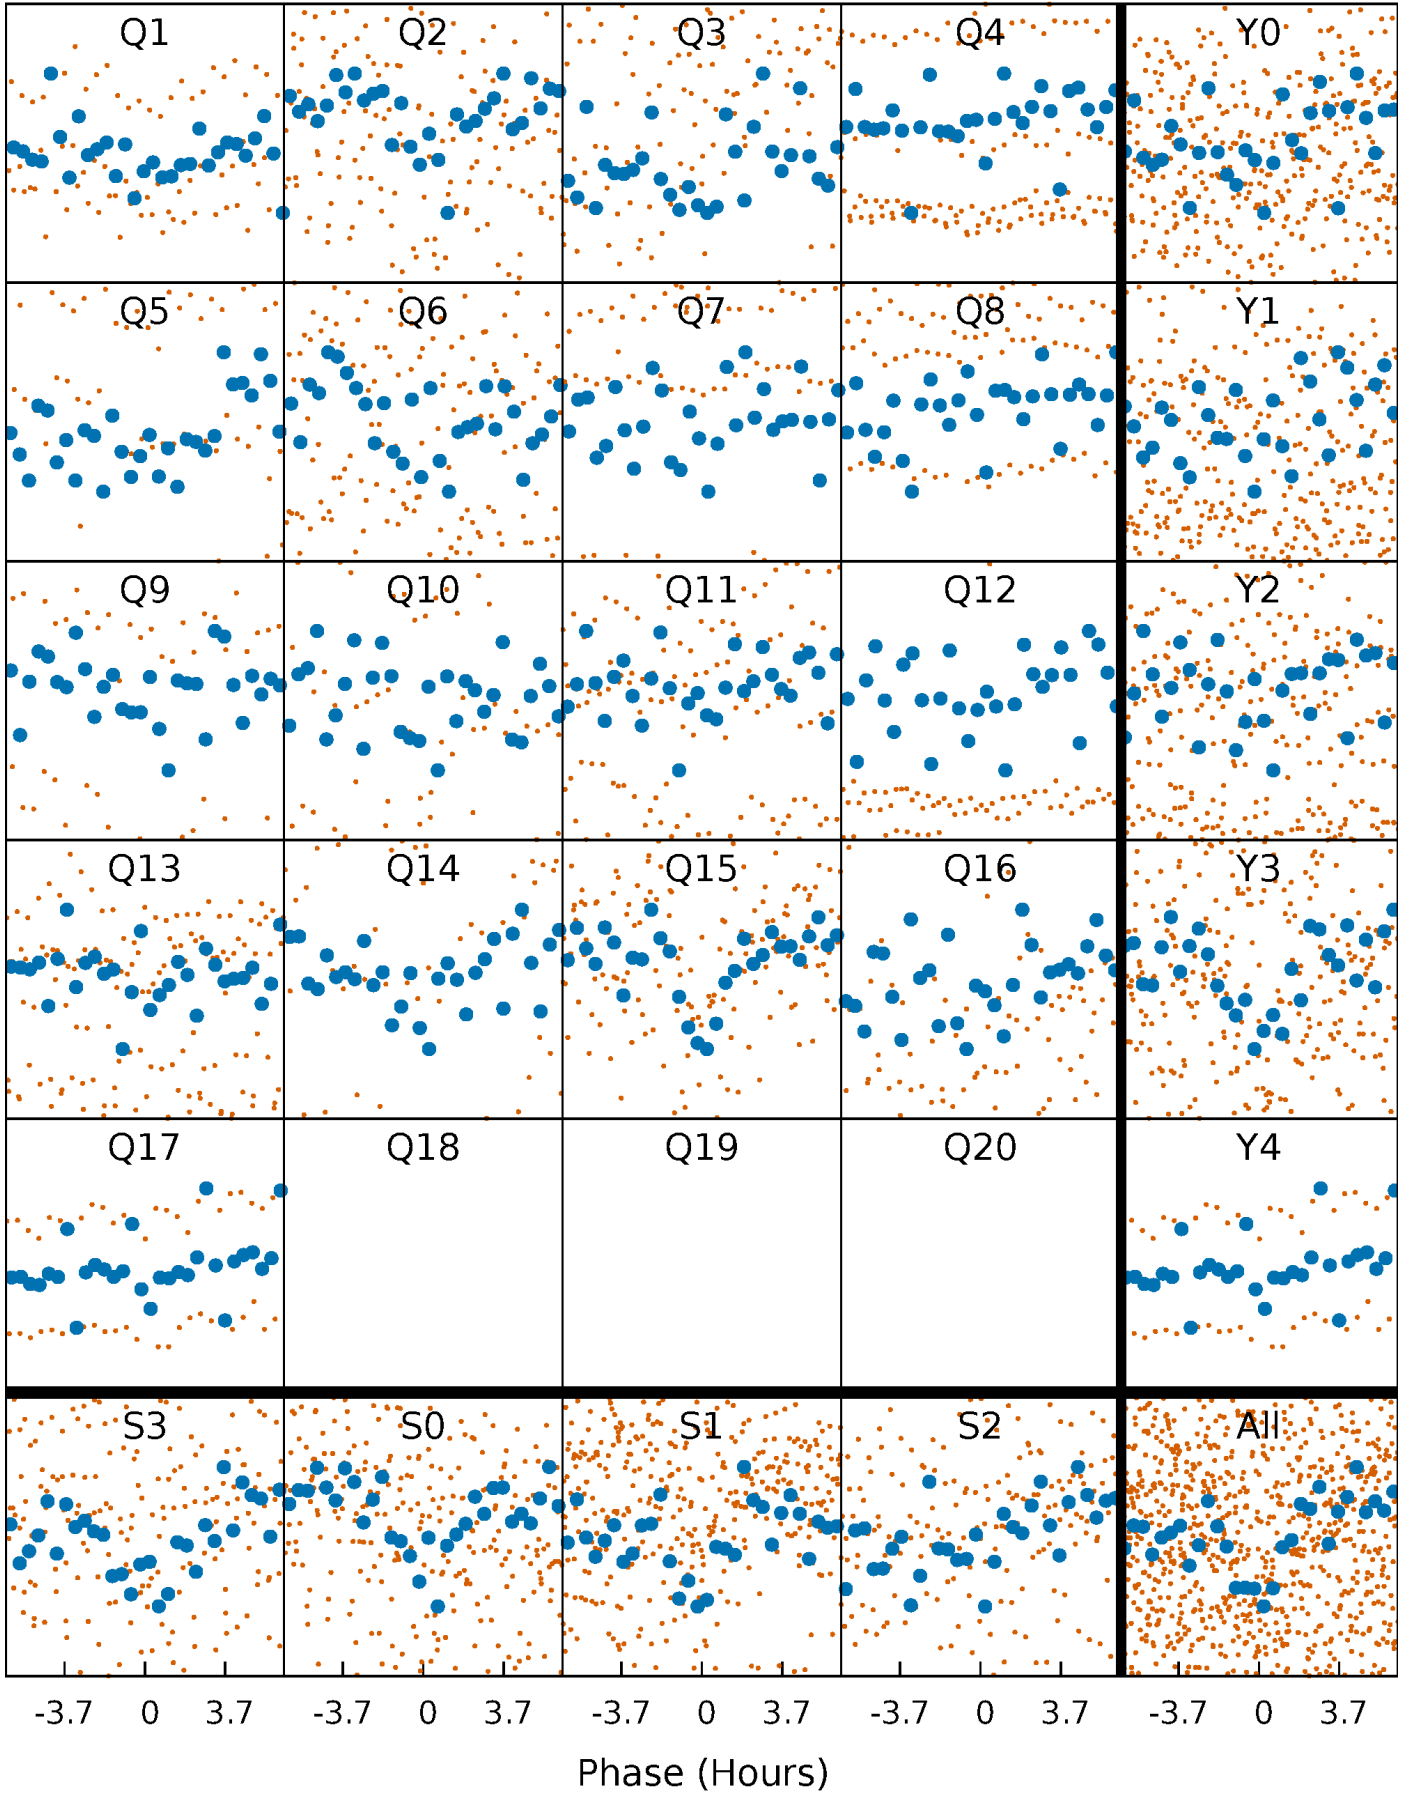 Q1 Q2 Q3 Q4 Y0
Q5 Q6 Q7 Q8 Y1
Q9 Q10 Q11 Q12 Y2
Q13 Q14 Q15 Q16 Y3
Q17 Q18 Q19 Q20 Y4
S3 S0 S1 S2 All
-3.7 0 3.7 -3.7 0 3.7 -3.7 0 3.7 -3.7 0 3.7 -3.7 0 3.7
Phase (Hours)